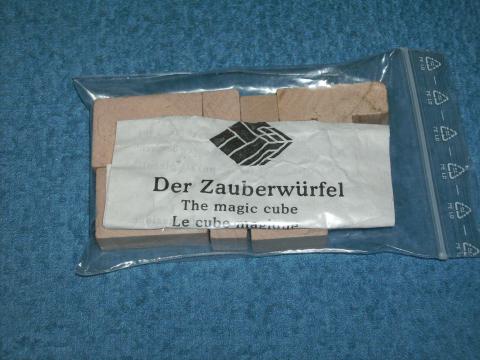 Der Zauberwürfel
The magic cube
Le cube magique